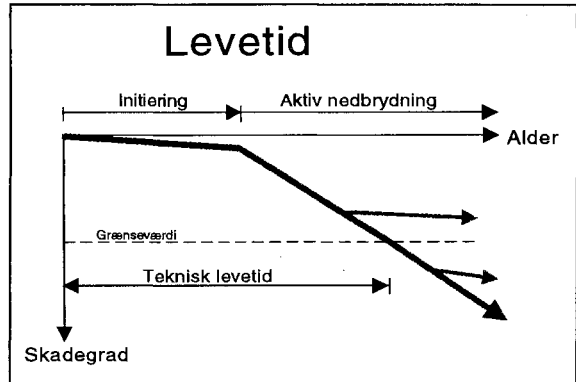 Levetid
Initiering
Aktiv nedbrydning
Alder
Grænseværdi
Teknisk levetid
Skadegrad